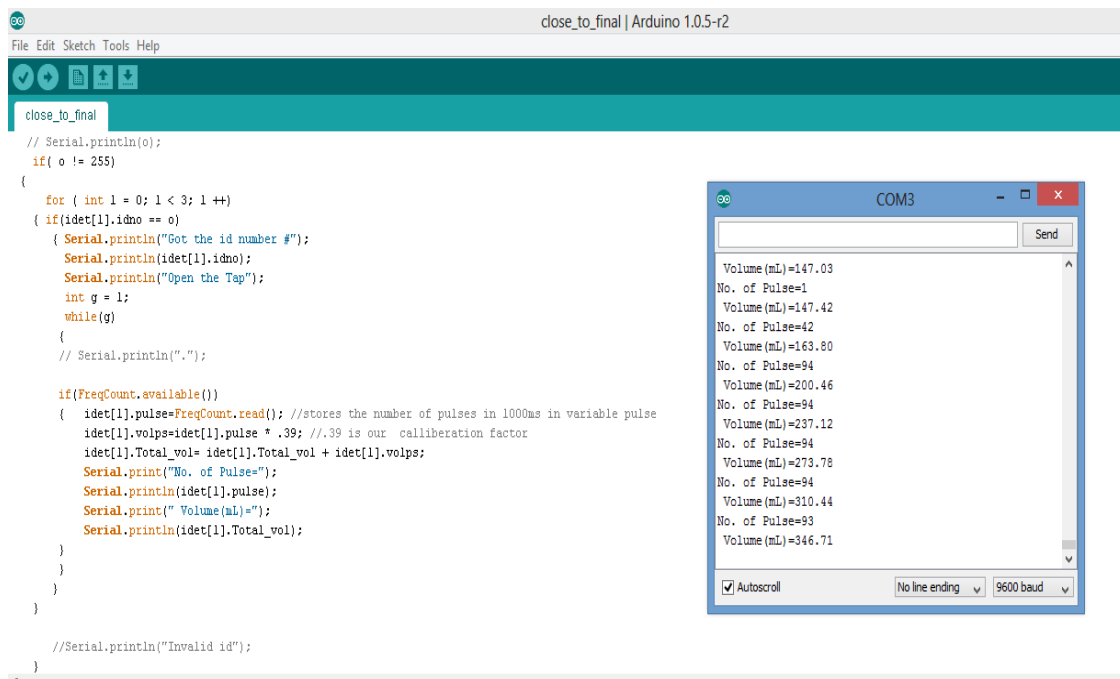 close_to_final | Arduino 1.0.5-r2
File Edit Sketch Tools Help
close_to_final
// Serial.println(o);
if( o != 255)
{
for ( int l = 0; l < 3; l ++)
{ if(idet[l].idno == o)
{ Serial.println("Got the id number #");
Serial.println(idet[l].idno);
Serial.println("Open the Tap");
int g = 1;
while(g)
{
// Serial.println(".");
if(FreqCount.available())
{ idet[l].pulse=FreqCount.read(); //stores the number of pulses in 1000ms in variable pulse
idet[l].volps=idet[l].pulse * .39; //.39 is our calliberation factor
idet[l].Total_vol= idet[l].Total_vol + idet[l].volps;
Serial.print("No. of Pulse=");
Serial.println(idet[l].pulse);
Serial.print(" Volume(mL)=");
Serial.println(idet[l].Total_vol);
}
}
}
}
//Serial.println("Invalid id");
}
COM3
Send
Volume(mL)=147.03
No. of Pulse=1
Volume(mL)=147.42
No. of Pulse=42
Volume(mL)=163.80
No. of Pulse=94
Volume(mL)=200.46
No. of Pulse=94
Volume(mL)=237.12
No. of Pulse=94
Volume(mL)=273.78
No. of Pulse=94
Volume(mL)=310.44
No. of Pulse=93
Volume(mL)=346.71
Autoscroll
No line ending
9600 baud